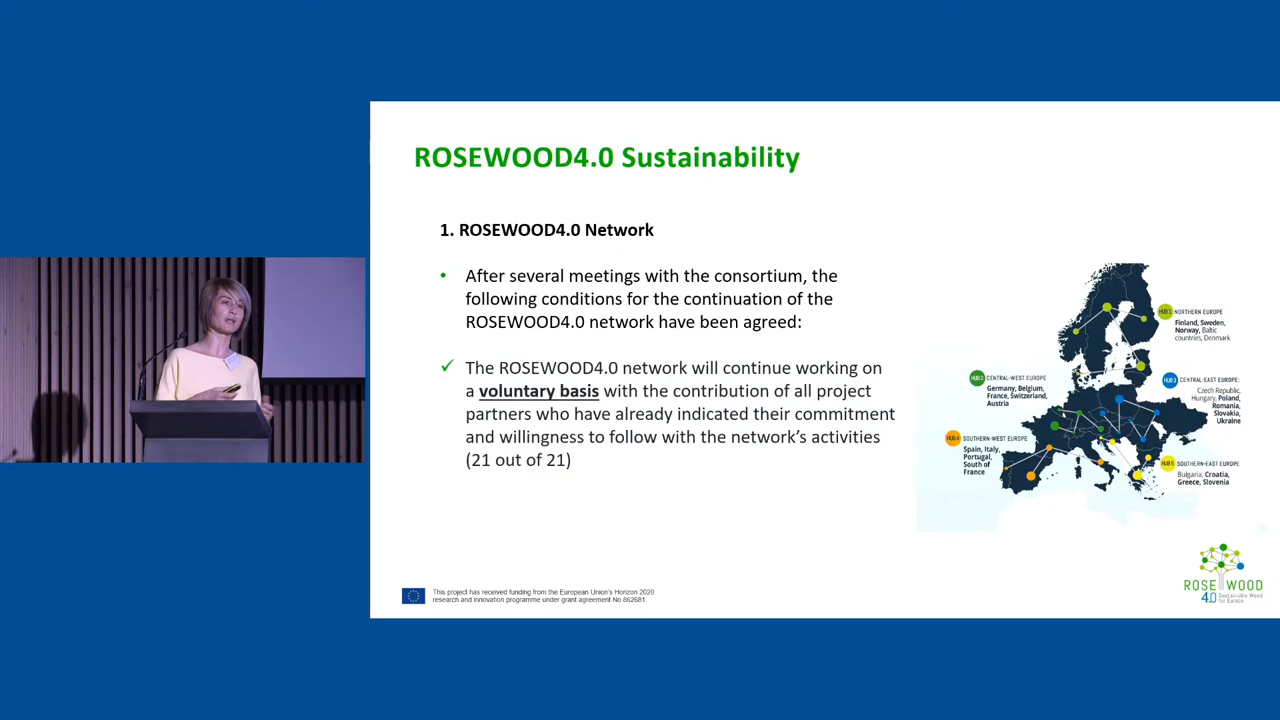 ROSEWOOD4.0 Sustainability
1. ROSEWOOD4.0 Network
• After several meetings with the consortium, the
following conditions for the continuation of the
ROSEWOOD4.0 network have been agreed:
✓ The ROSEWOOD4.0 network will continue working on
a voluntary basis with the contribution of all project
partners who have already indicated their commitment
and willingness to follow with the network's activities
(21 out of 21)
HUB 1 NORTHERN EUROPE
Finland, Sweden,
Norway, Baltic
countries, Denmark
HUB 2 CENTRAL-WEST EUROPE
Germany, Belgium,
France, Switzerland,
Austria
HUB 3 CENTRAL-EAST EUROPE:
Czech Republic,
Hungary, Poland,
Romania,
Slovakia,
Ukraine
HUB 4 SOUTHERN-WEST EUROPE
Spain, Italy,
Portugal,
South of
France
HUB 5 SOUTHERN-EAST EUROPE
Bulgaria, Croatia,
Greece, Slovenia
This project has received funding from the European Union's Horizon 2020
research and innovation programme under grant agreement No 862681.
ROSEWOOD
4.0 Sustainable Wood
for Europe